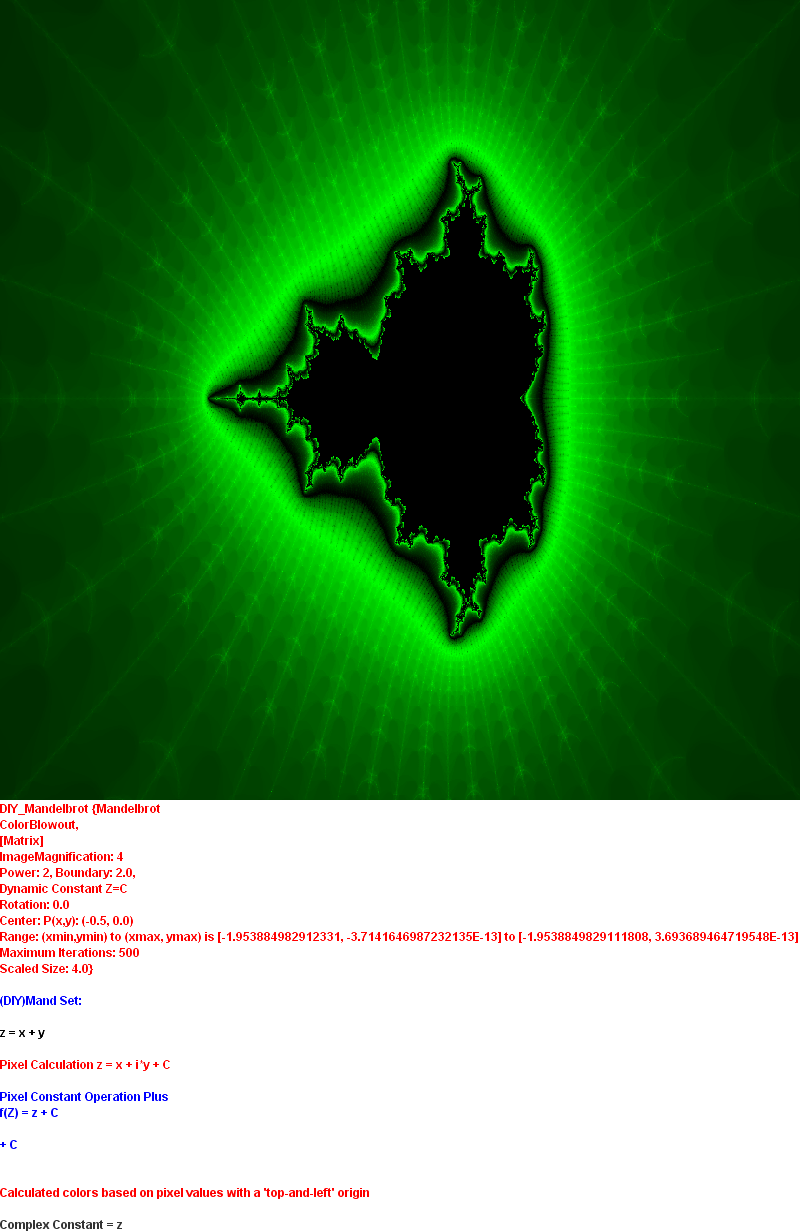 DIY_Mandelbrot {Mandelbrot
ColorBlowout,
[Matrix]
ImageMagnification: 4
Power: 2, Boundary: 2.0,
Dynamic Constant Z=C
Rotation: 0.0
Center: P(x,y): (-0.5, 0.0)
Range: (xmin,ymin) to (xmax, ymax) is [-1.953884982912331, -3.7141646987232135E-13] to [-1.9538849829111808, 3.693689464719548E-13]
Maximum Iterations: 500
Scaled Size: 4.0}
(DIY)Mand Set:
z = x + y
Pixel Calculation z = x + i*y + C
Pixel Constant Operation Plus
f(Z) = z + C
+ C
Calculated colors based on pixel values with a 'top-and-left' origin
Complex Constant = z